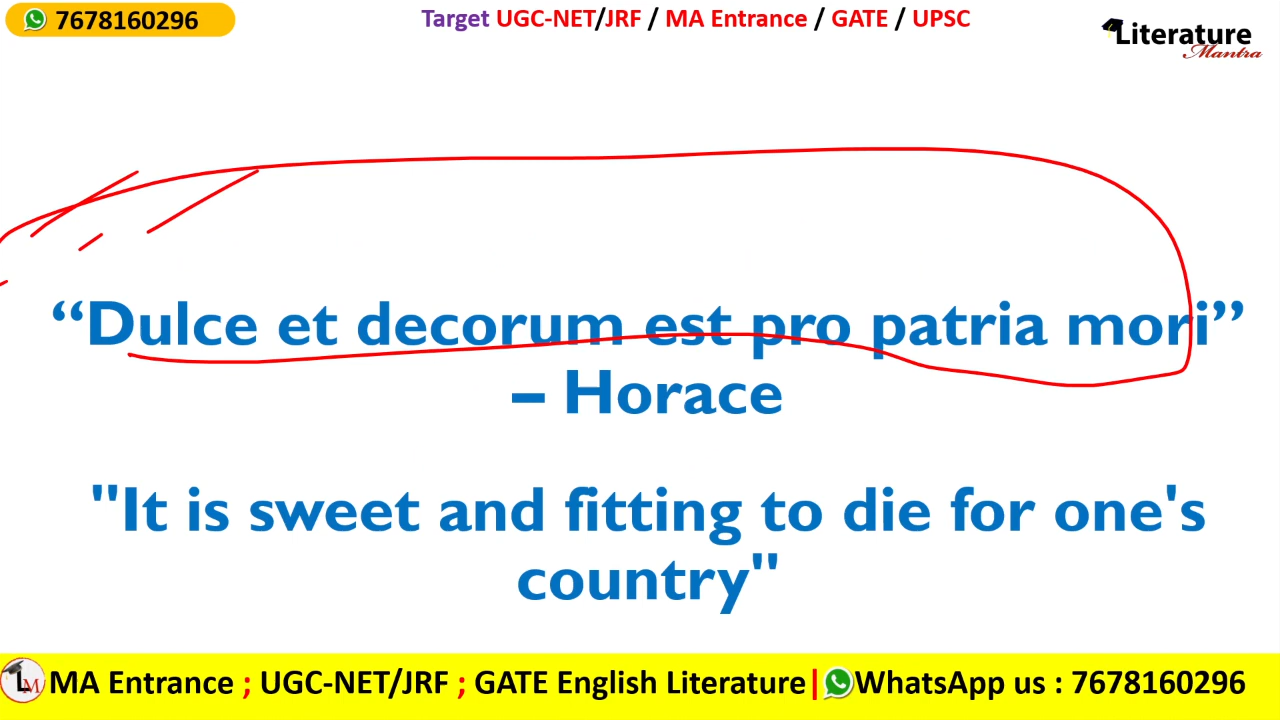 7678160296
Target UGC-NET/JRF / MA Entrance / GATE / UPSC
Literature
Mantra
“Dulce et decorum est pro patria mori”
– Horace
"It is sweet and fitting to die for one's
country"
LM
MA Entrance ; UGC-NET/JRF ; GATE English Literature|WhatsApp us : 7678160296